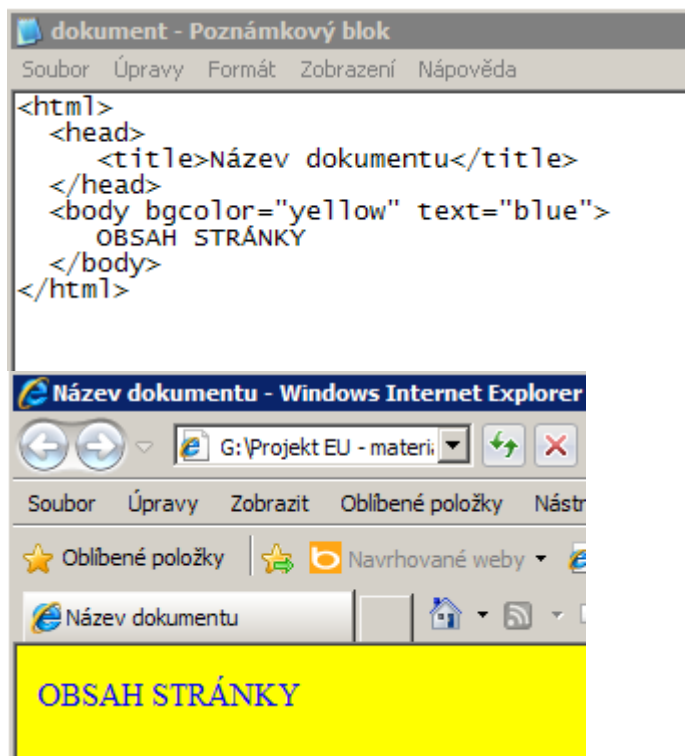 dokument - Poznámkový blok
Soubor Úpravy Formát Zobrazení Nápověda
<html>
<head>
<title>Název dokumentu</title>
</head>
<body bgcolor="yellow" text="blue">
OBSAH STRÁNKY
</body>
</html>
Název dokumentu - Windows Internet Explorer
G:\Projekt EU - materi
Soubor Úpravy Zobrazit Oblíbené položky Nástr
Oblíbené položky Navrhované weby
Název dokumentu
OBSAH STRÁNKY